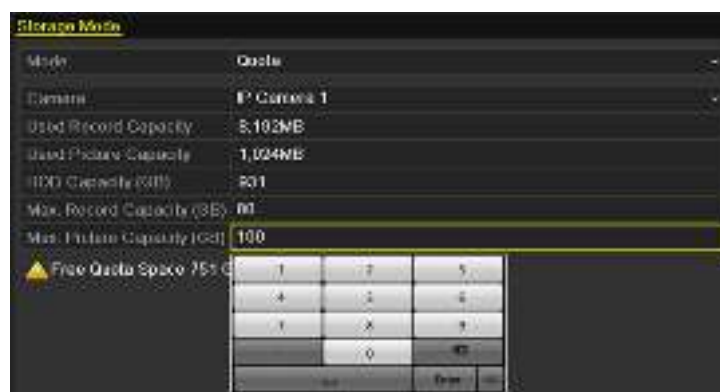 Storage Mode
Mode Quota
Camera IP Camera 1
Used Record Capacity 8,192MB
Used Picture Capacity 1,024MB
HDD Capacity (GB) 931
Max. Record Capacity (GB) 80
Max. Picture Capacity (GB) 100
Free Quota Space 751 G
1 2 3
4 5 6
7 8 9
0
Enter